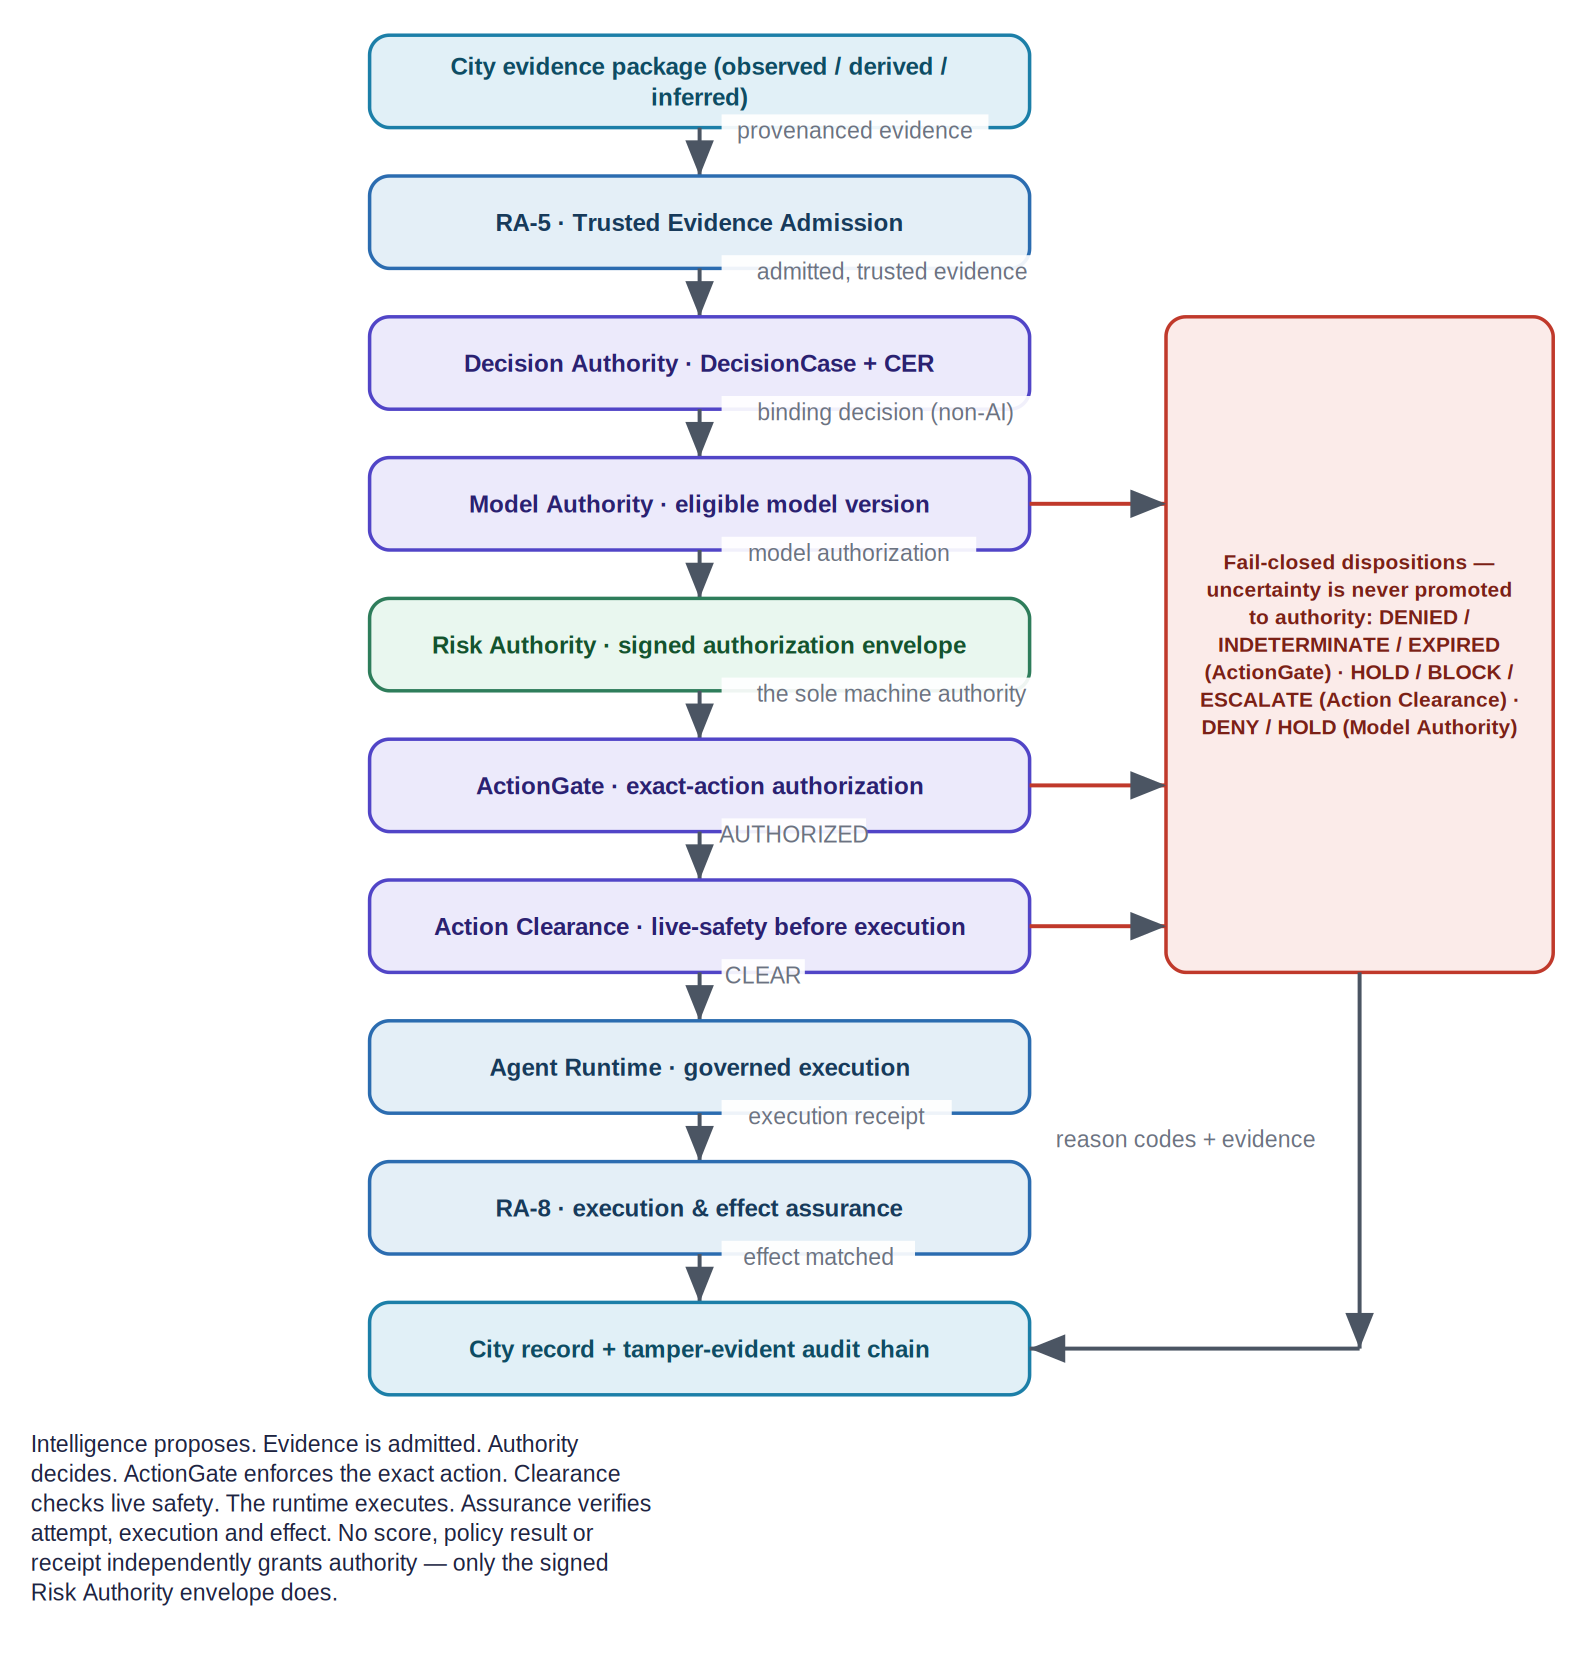 City evidence package (observed / derived /
inferred)
provenanced evidence
RA-5 · Trusted Evidence Admission
admitted, trusted evidence
Decision Authority · DecisionCase + CER
binding decision (non-AI)
Model Authority · eligible model version
model authorization
Risk Authority · signed authorization envelope
the sole machine authority
ActionGate · exact-action authorization
AUTHORIZED
Action Clearance · live-safety before execution
CLEAR
Fail-closed dispositions —
uncertainty is never promoted
to authority: DENIED /
INDETERMINATE / EXPIRED
(ActionGate) · HOLD / BLOCK /
ESCALATE (Action Clearance) ·
DENY / HOLD (Model Authority)
Agent Runtime · governed execution
execution receipt
reason codes + evidence
RA-8 · execution & effect assurance
effect matched
City record + tamper-evident audit chain
Intelligence proposes. Evidence is admitted. Authority
decides. ActionGate enforces the exact action. Clearance
checks live safety. The runtime executes. Assurance verifies
attempt, execution and effect. No score, policy result or
receipt independently grants authority — only the signed
Risk Authority envelope does.